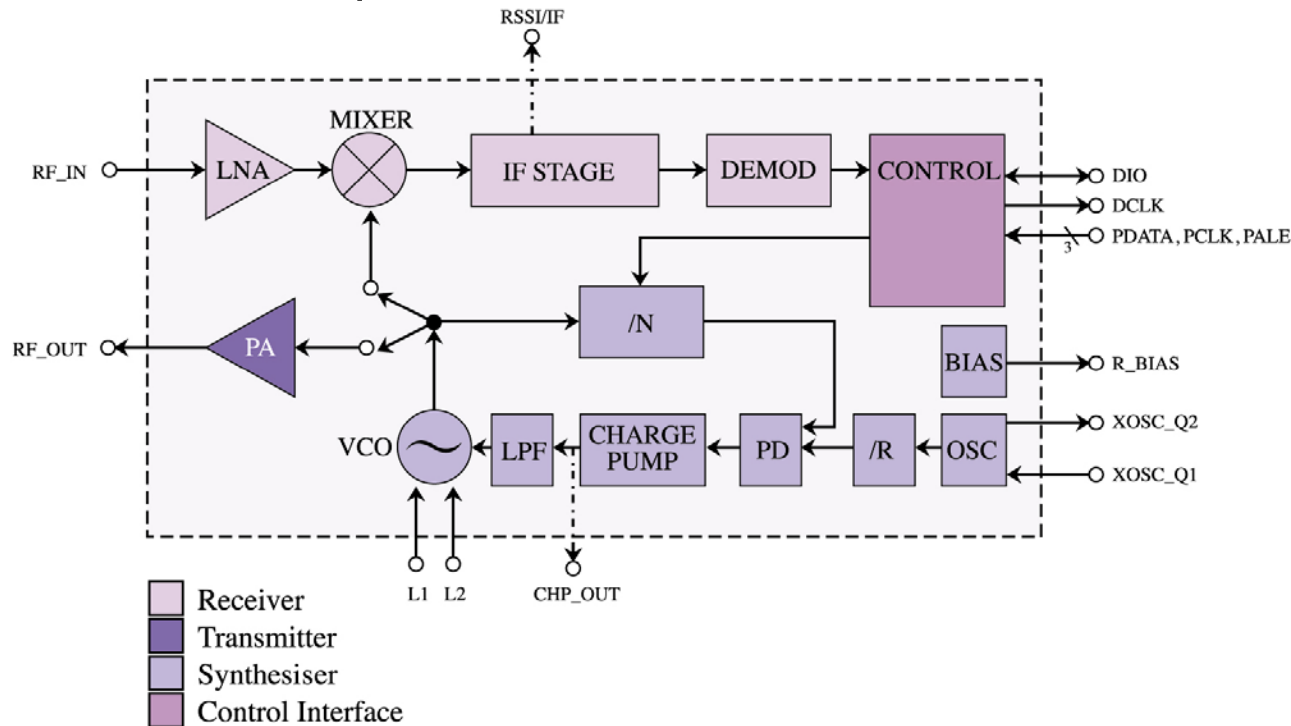 RSSI/IF
MIXER
RF_IN
LNA
IF STAGE
DEMOD
CONTROL
DIO
DCLK
3
PDATA, PCLK, PALE
/N
RF_OUT
PA
BIAS
R_BIAS
XOSC_Q2
VCO
LPF
CHARGE
PUMP
PD
/R
OSC
XOSC_Q1
L1
L2
CHP_OUT
Receiver
Transmitter
Synthesiser
Control Interface